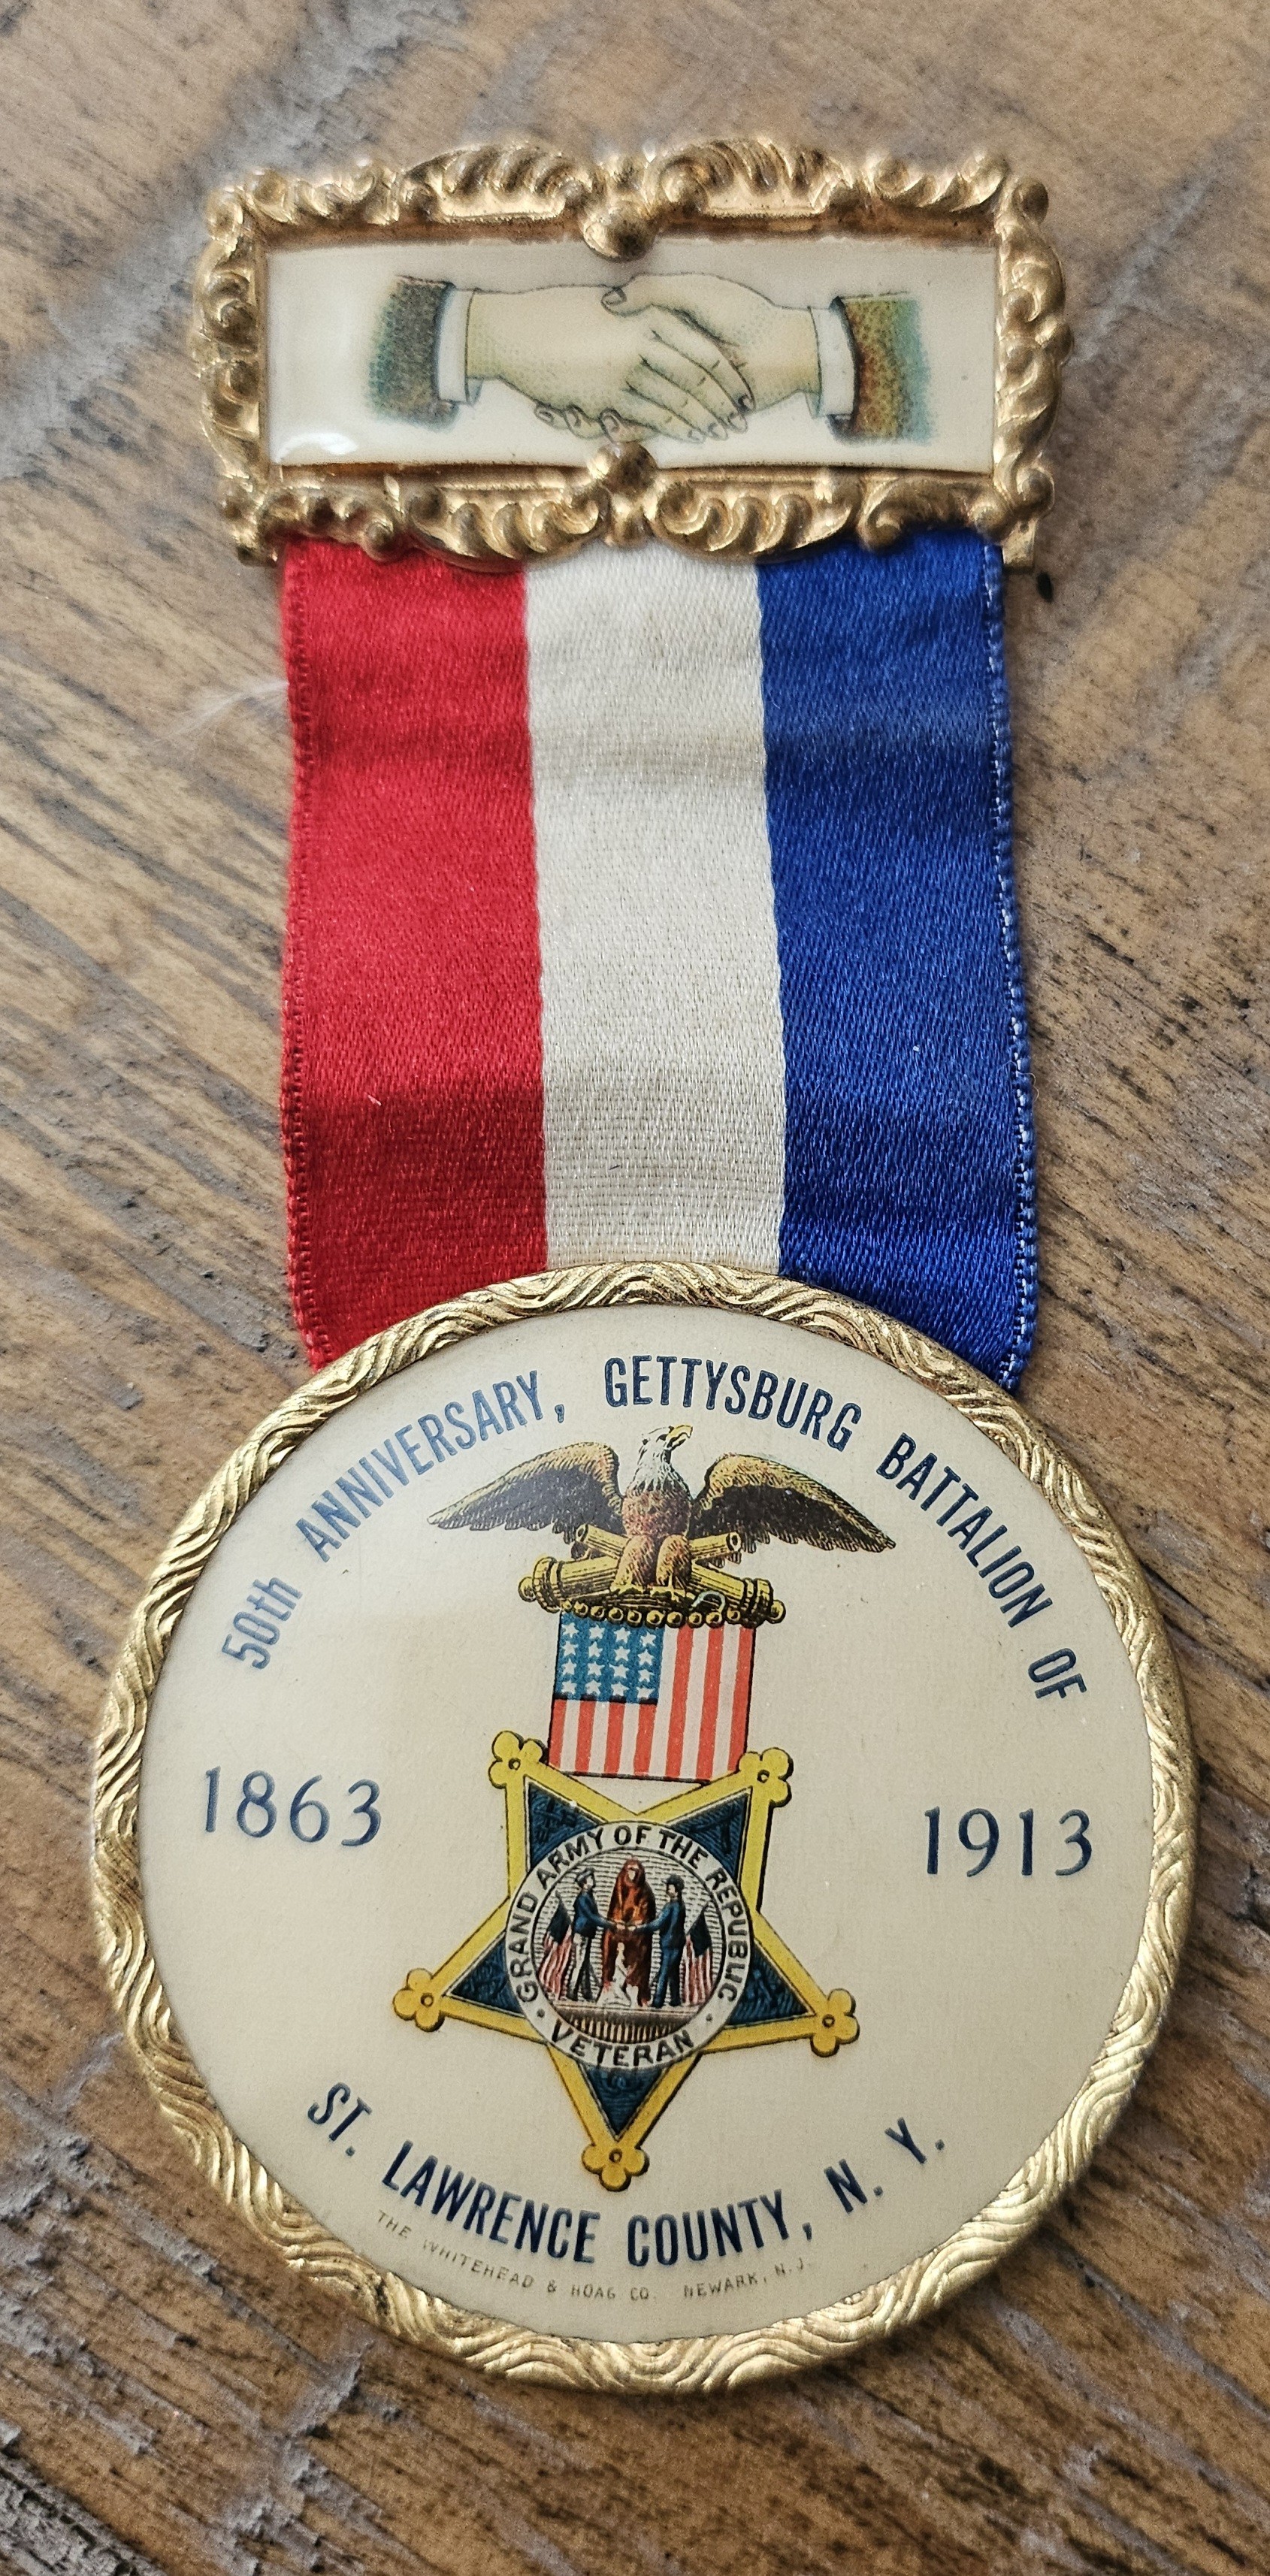 50th ANNIVERSARY, GETTYSBURG BATTALION OF
1863
1913
GRAND ARMY OF THE REPUBLIC
VETERAN
ST. LAWRENCE COUNTY, N. Y.
THE WHITEHEAD & HOAG CO. NEWARK, N.J.